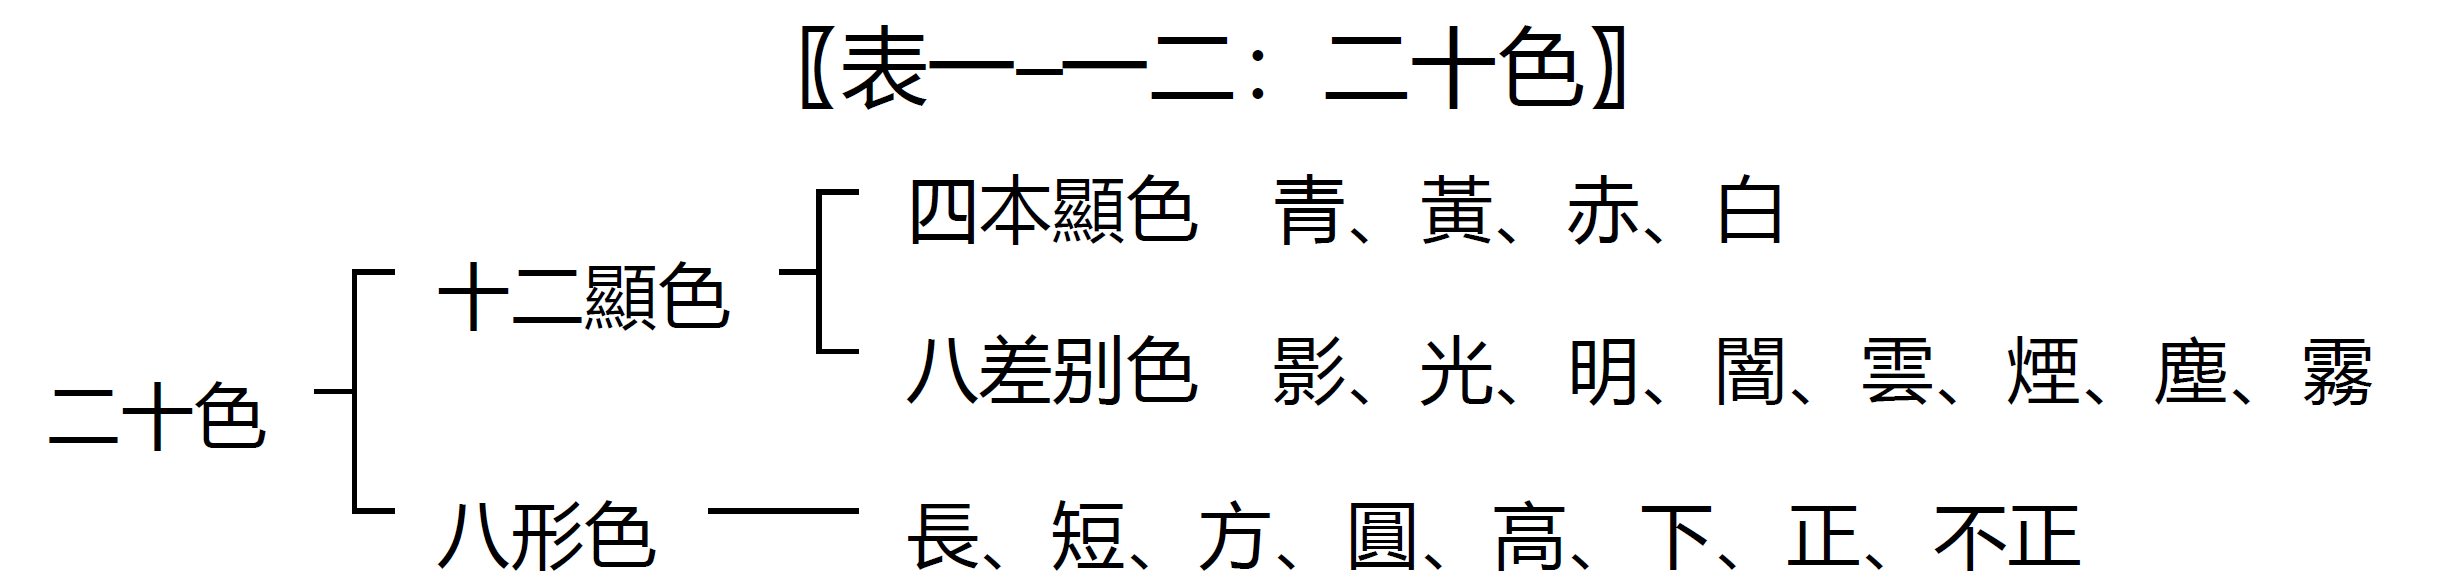 〖表一–一二：二十色〗
四本顯色　青、黃、赤、白
十二顯色
八差別色　影、光、明、闇、雲、煙、塵、霧
二十色
八形色
長、短、方、圓、高、下、正、不正